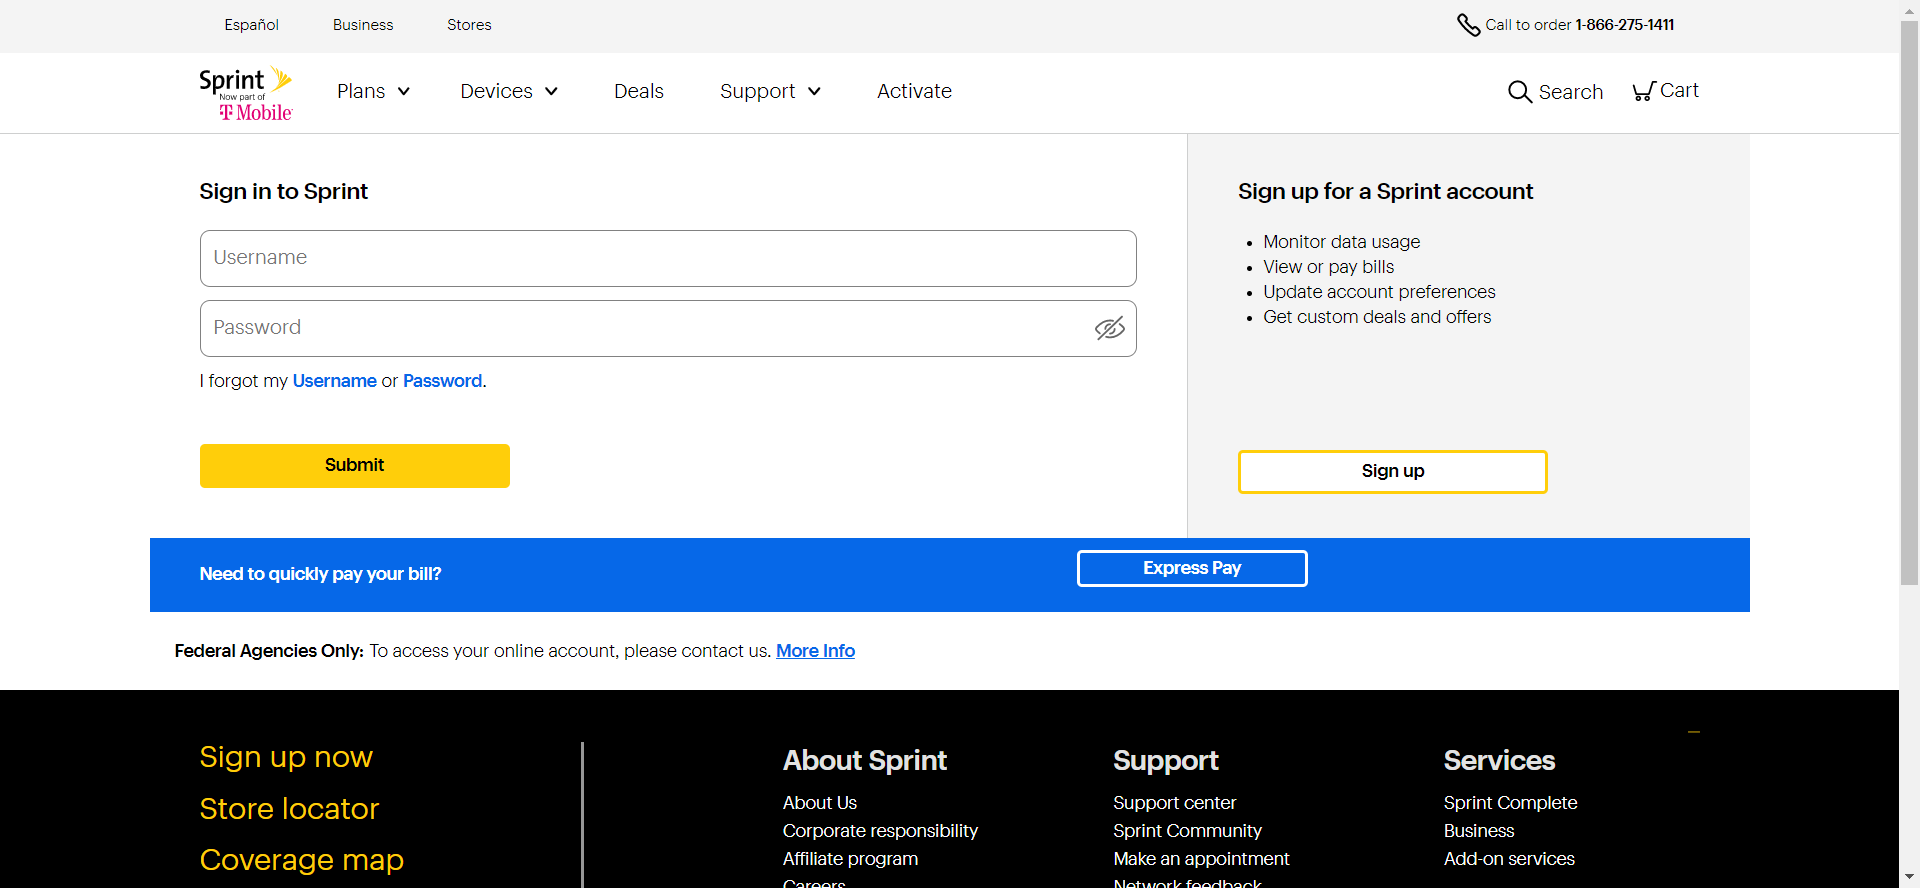 Español Business Stores Call to order 1-866-275-1411
Sprint
Now part of
T Mobile
Plans Devices Deals Support Activate Search Cart
Sign in to Sprint
Username
Password
I forgot my Username or Password.
Submit
Sign up for a Sprint account
Monitor data usage
View or pay bills
Update account preferences
Get custom deals and offers
Sign up
Need to quickly pay your bill? Express Pay
Federal Agencies Only: To access your online account, please contact us. More Info
Sign up now
Store locator
Coverage map
About Sprint
About Us
Corporate responsibility
Affiliate program
Careers
Support
Support center
Sprint Community
Make an appointment
Network feedback
Services
Sprint Complete
Business
Add-on services